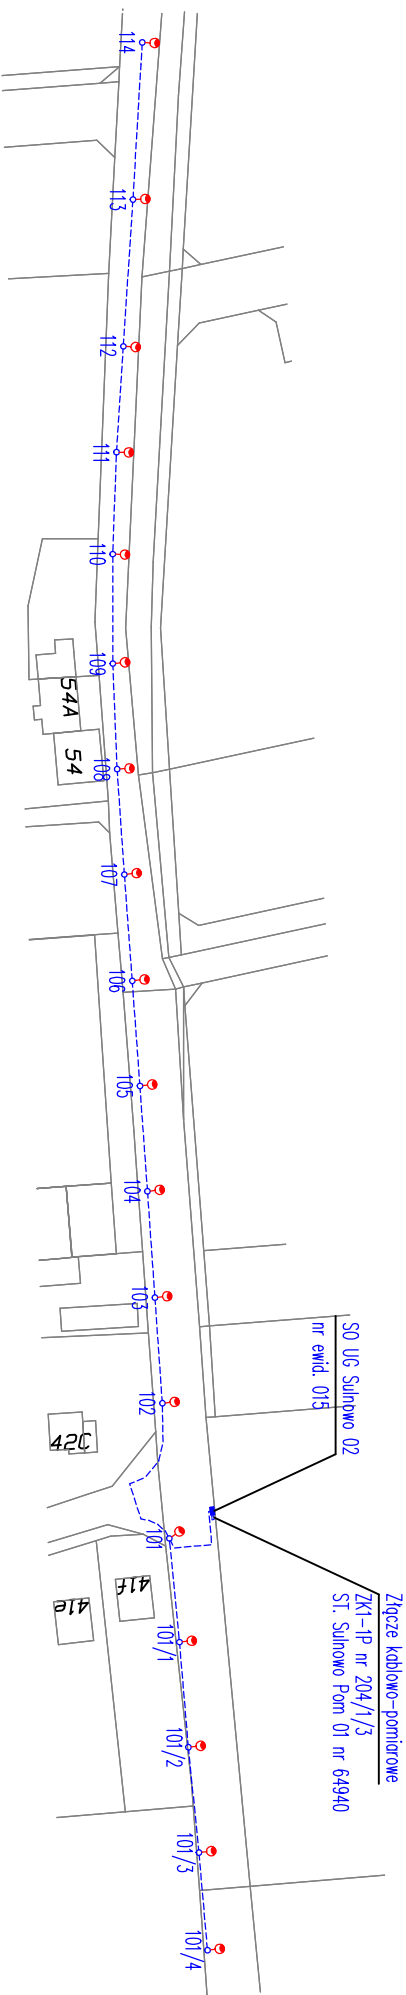 114
113
112
111
110
109
54A
54
108
107
106
105
104
103
102
42C
SO UG Sulnowo 02
nr ewid. 015
101
Złącze kablowo-pomiarowe
ZK1-1P nr 204/1/3
ST. Sulnowo Pom 01 nr 64940
41f
41e
101/1
101/2
101/3
101/4